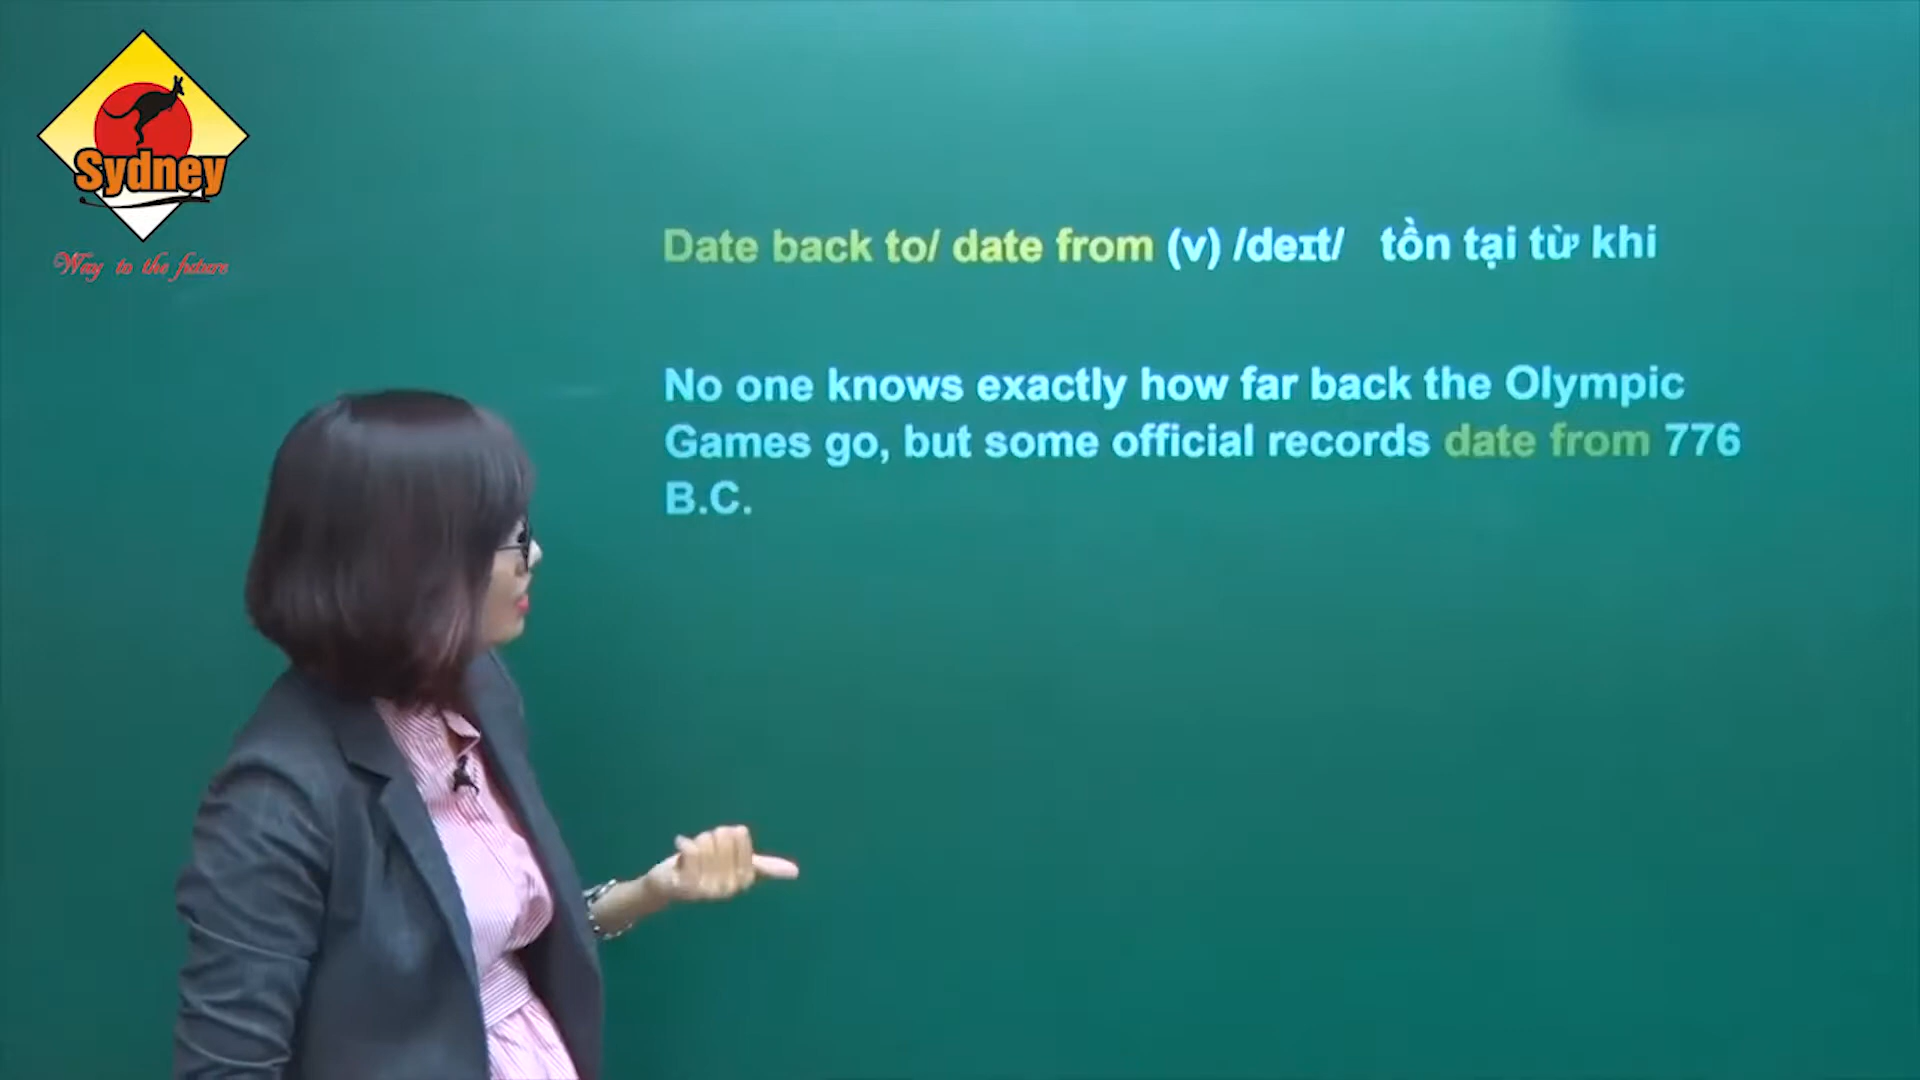 Sydney
Way to the future
Date back to/ date from (v) /deɪt/ tồn tại từ khi
No one knows exactly how far back the Olympic
Games go, but some official records date from 776
B.C.